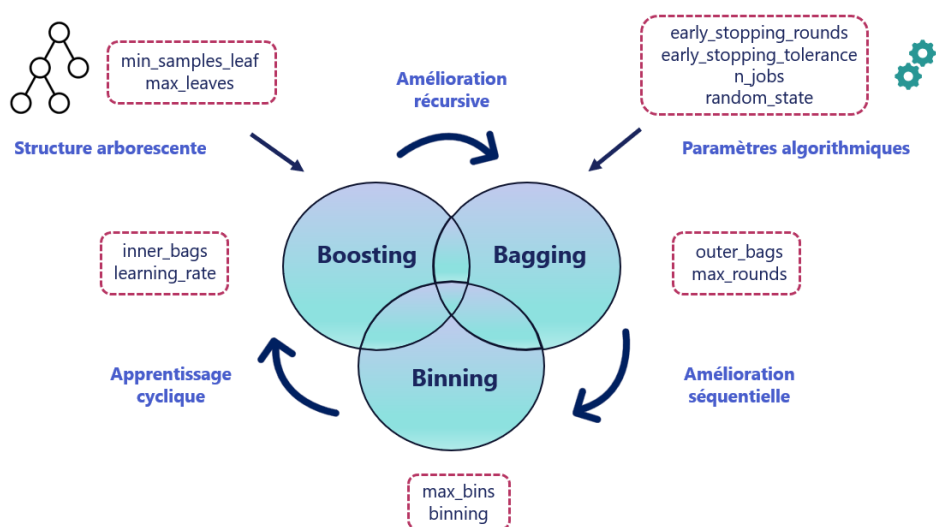 min_samples_leaf
max_leaves
Structure arborescente
Amélioration
récursive
early_stopping_rounds
early_stopping_tolerance
n_jobs
random_state
Paramètres algorithmiques
inner_bags
learning_rate
Boosting
Bagging
outer_bags
max_rounds
Apprentissage
cyclique
Binning
Amélioration
séquentielle
max_bins
binning